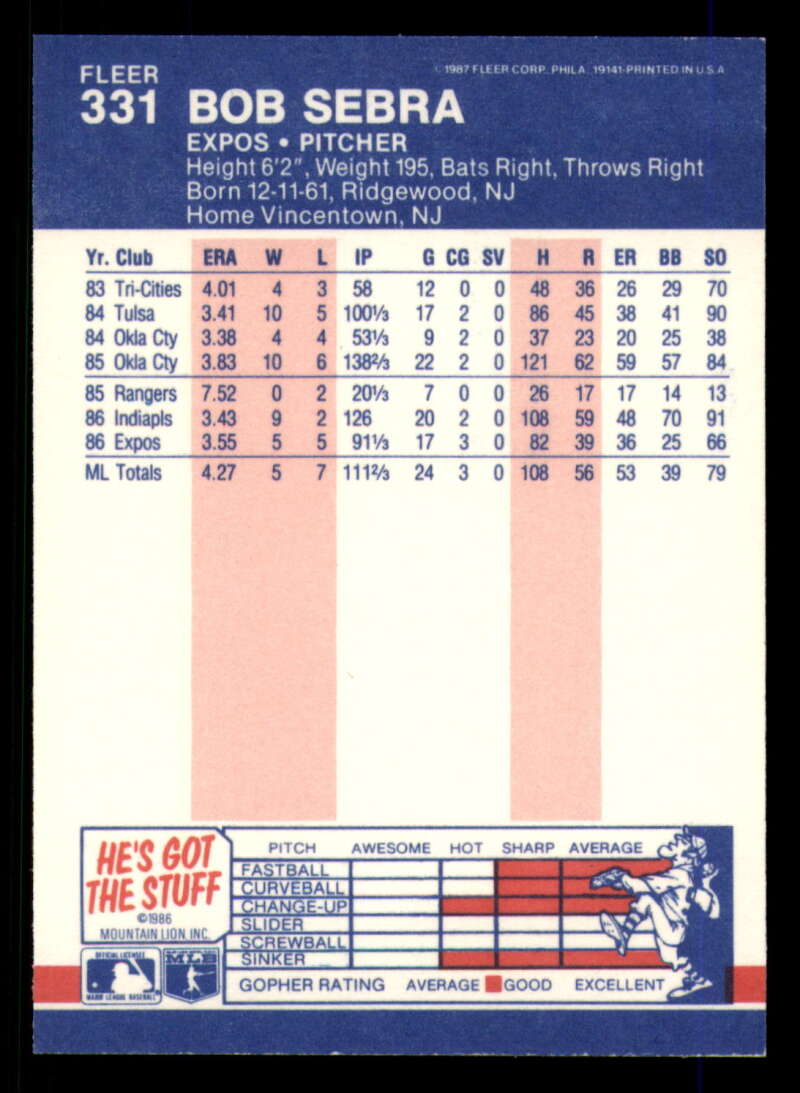 FLEER
© 1987 FLEER CORP. PHILA. 19141-PRINTED IN U.S.A
331 BOB SEBRA
EXPOS • PITCHER
Height 6'2", Weight 195, Bats Right, Throws Right
Born 12-11-61, Ridgewood, NJ
Home Vincentown, NJ
Yr. Club ERA W L IP G CG SV H R ER BB SO
83 Tri-Cities 4.01 4 3 58 12 0 0 48 36 26 29 70
84 Tulsa 3.41 10 5 100⅓ 17 2 0 86 45 38 41 90
84 Okla Cty 3.38 4 4 53⅓ 9 2 0 37 23 20 25 38
85 Okla Cty 3.83 10 6 138⅔ 22 2 0 121 62 59 57 84
85 Rangers 7.52 0 2 20⅓ 7 0 0 26 17 17 14 13
86 Indiapls 3.43 9 2 126 20 2 0 108 59 48 70 91
86 Expos 3.55 5 5 91⅓ 17 3 0 82 39 36 25 66
ML Totals 4.27 5 7 111⅔ 24 3 0 108 56 53 39 79
HE'S GOT
THE STUFF
©1986
MOUNTAIN LION, INC.
PITCH AWESOME HOT SHARP AVERAGE
FASTBALL
CURVEBALL
CHANGE-UP
SLIDER
SCREWBALL
SINKER
OFFICIAL LICENSEE
MAJOR LEAGUE BASEBALL
MLB
GOPHER RATING AVERAGE GOOD EXCELLENT